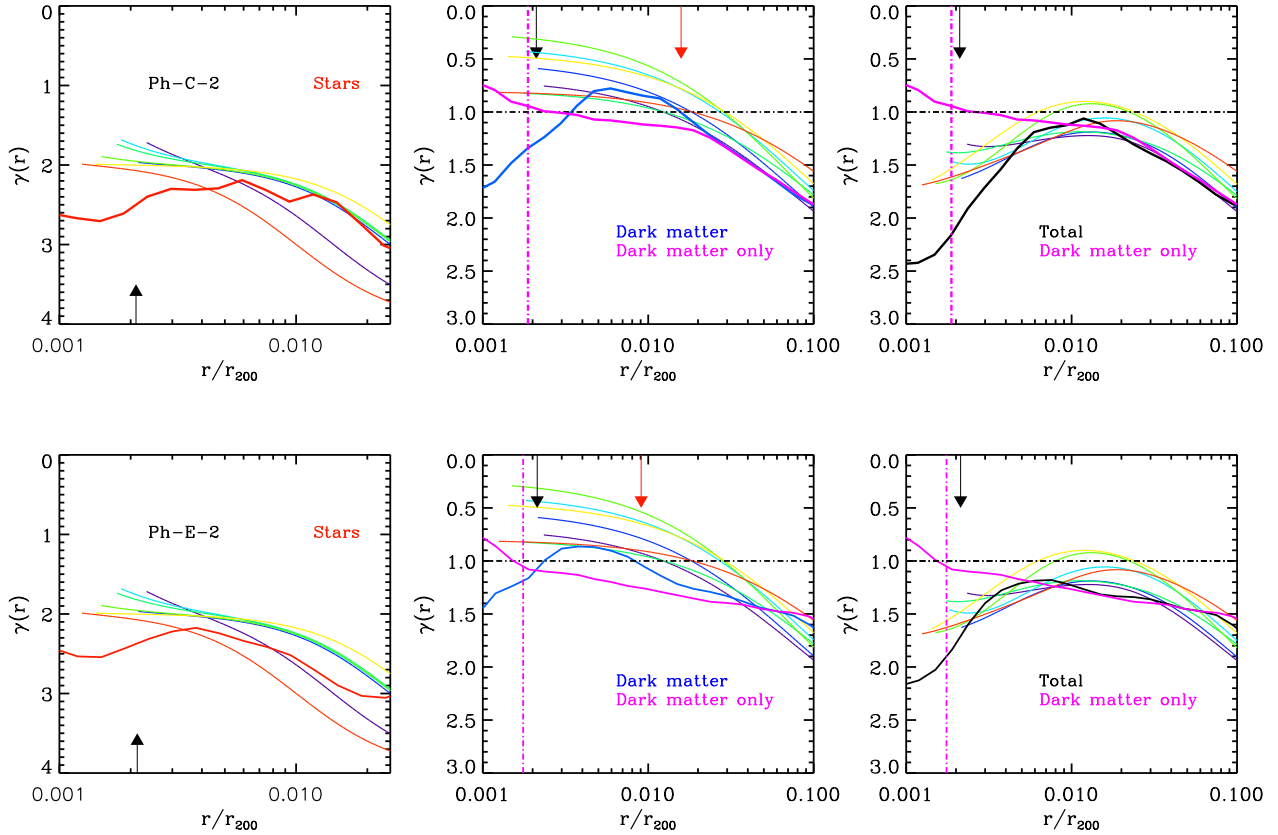 0
1
2
3
4
γ(r)
Ph-C-2
Stars
0.001
0.010
r/r200
0.0
0.5
1.0
1.5
2.0
2.5
3.0
γ(r)
Dark matter
Dark matter only
0.001
0.010
0.100
r/r200
0.0
0.5
1.0
1.5
2.0
2.5
3.0
γ(r)
Total
Dark matter only
0.001
0.010
0.100
r/r200
0
1
2
3
4
γ(r)
Ph-E-2
Stars
0.001
0.010
r/r200
0.0
0.5
1.0
1.5
2.0
2.5
3.0
γ(r)
Dark matter
Dark matter only
0.001
0.010
0.100
r/r200
0.0
0.5
1.0
1.5
2.0
2.5
3.0
γ(r)
Total
Dark matter only
0.001
0.010
0.100
r/r200